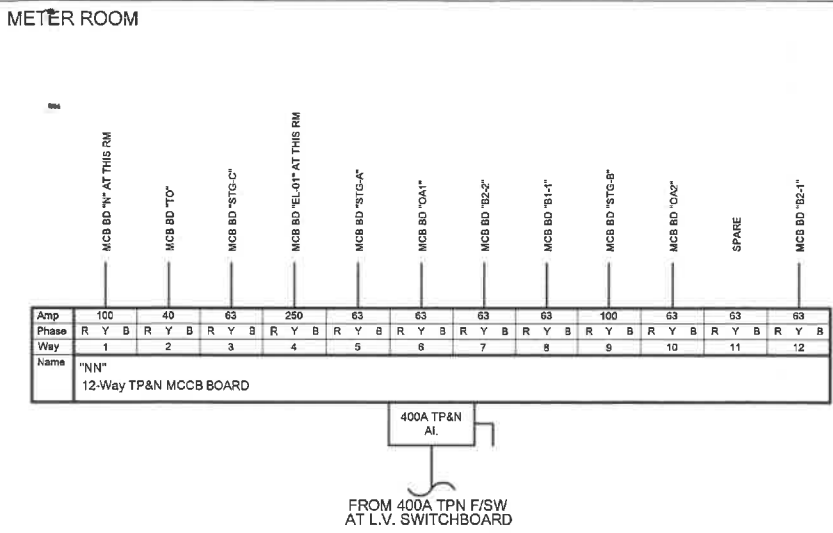 METER ROOM
MCB BD "N" AT THIS RM
MCB BD "TO"
MCB BD "STG-C"
MCB BD "EL-01" AT THIS RM
MCB BD "STG-A"
MCB BD "OA1"
MCB BD "B2-2"
MCB BD "B1-1"
MCB BD "STG-B"
MCB BD "OA2"
SPARE
MCB BD "B2-1"
Amp 100 40 63 250 63 63 63 63 100 63 63 63
Phase R Y B R Y B R Y B R Y B R Y B R Y B R Y B R Y B R Y B R Y B R Y B R Y B
Way 1 2 3 4 5 6 7 8 9 10 11 12
Name "NN"
12-Way TP&N MCCB BOARD
400A TP&N
AI.
FROM 400A TPN F/SW
AT L.V. SWITCHBOARD